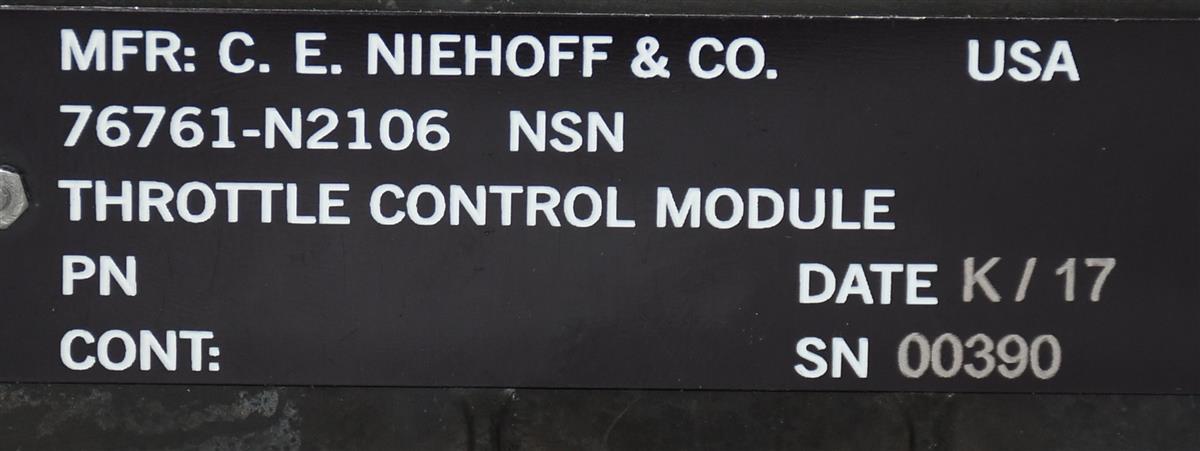 MFR: C. E. NIEHOFF & CO. USA
76761-N2106 NSN
THROTTLE CONTROL MODULE
PN DATE K / 17
CONT: SN 00390